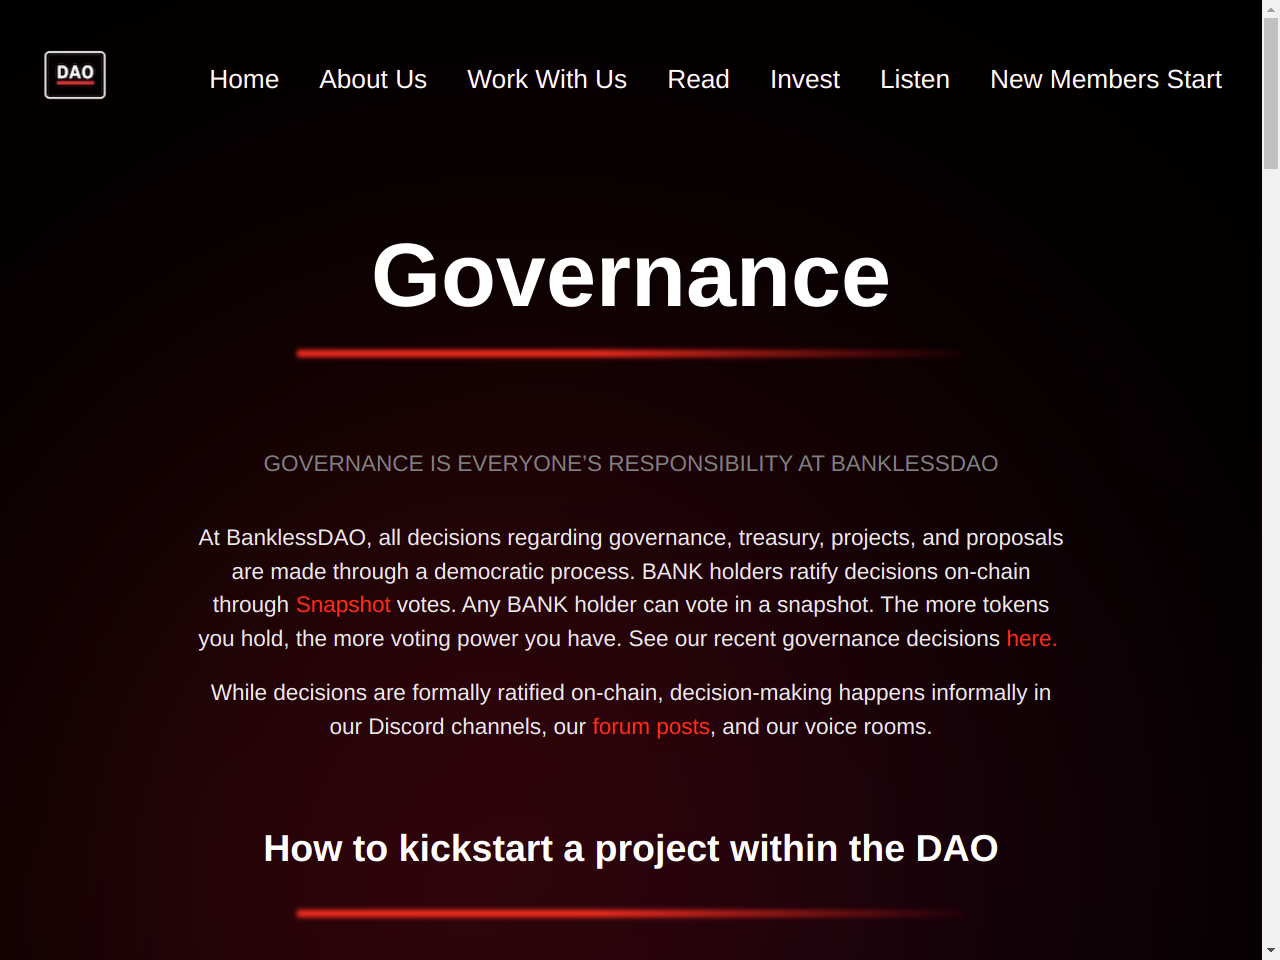 DAO
Home About Us Work With Us Read Invest Listen New Members Start
Governance
GOVERNANCE IS EVERYONE’S RESPONSIBILITY AT BANKLESSDAO
At BanklessDAO, all decisions regarding governance, treasury, projects, and proposals
are made through a democratic process. BANK holders ratify decisions on-chain
through Snapshot votes. Any BANK holder can vote in a snapshot. The more tokens
you hold, the more voting power you have. See our recent governance decisions here.
While decisions are formally ratified on-chain, decision-making happens informally in
our Discord channels, our forum posts, and our voice rooms.
How to kickstart a project within the DAO